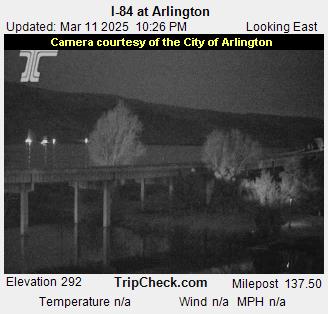 I-84 at Arlington
Updated: Mar 11 2025 10:26 PM Looking East
Camera courtesy of the City of Arlington
Elevation 292 TripCheck.com Milepost 137.50
Temperature n/a Wind n/a MPH n/a